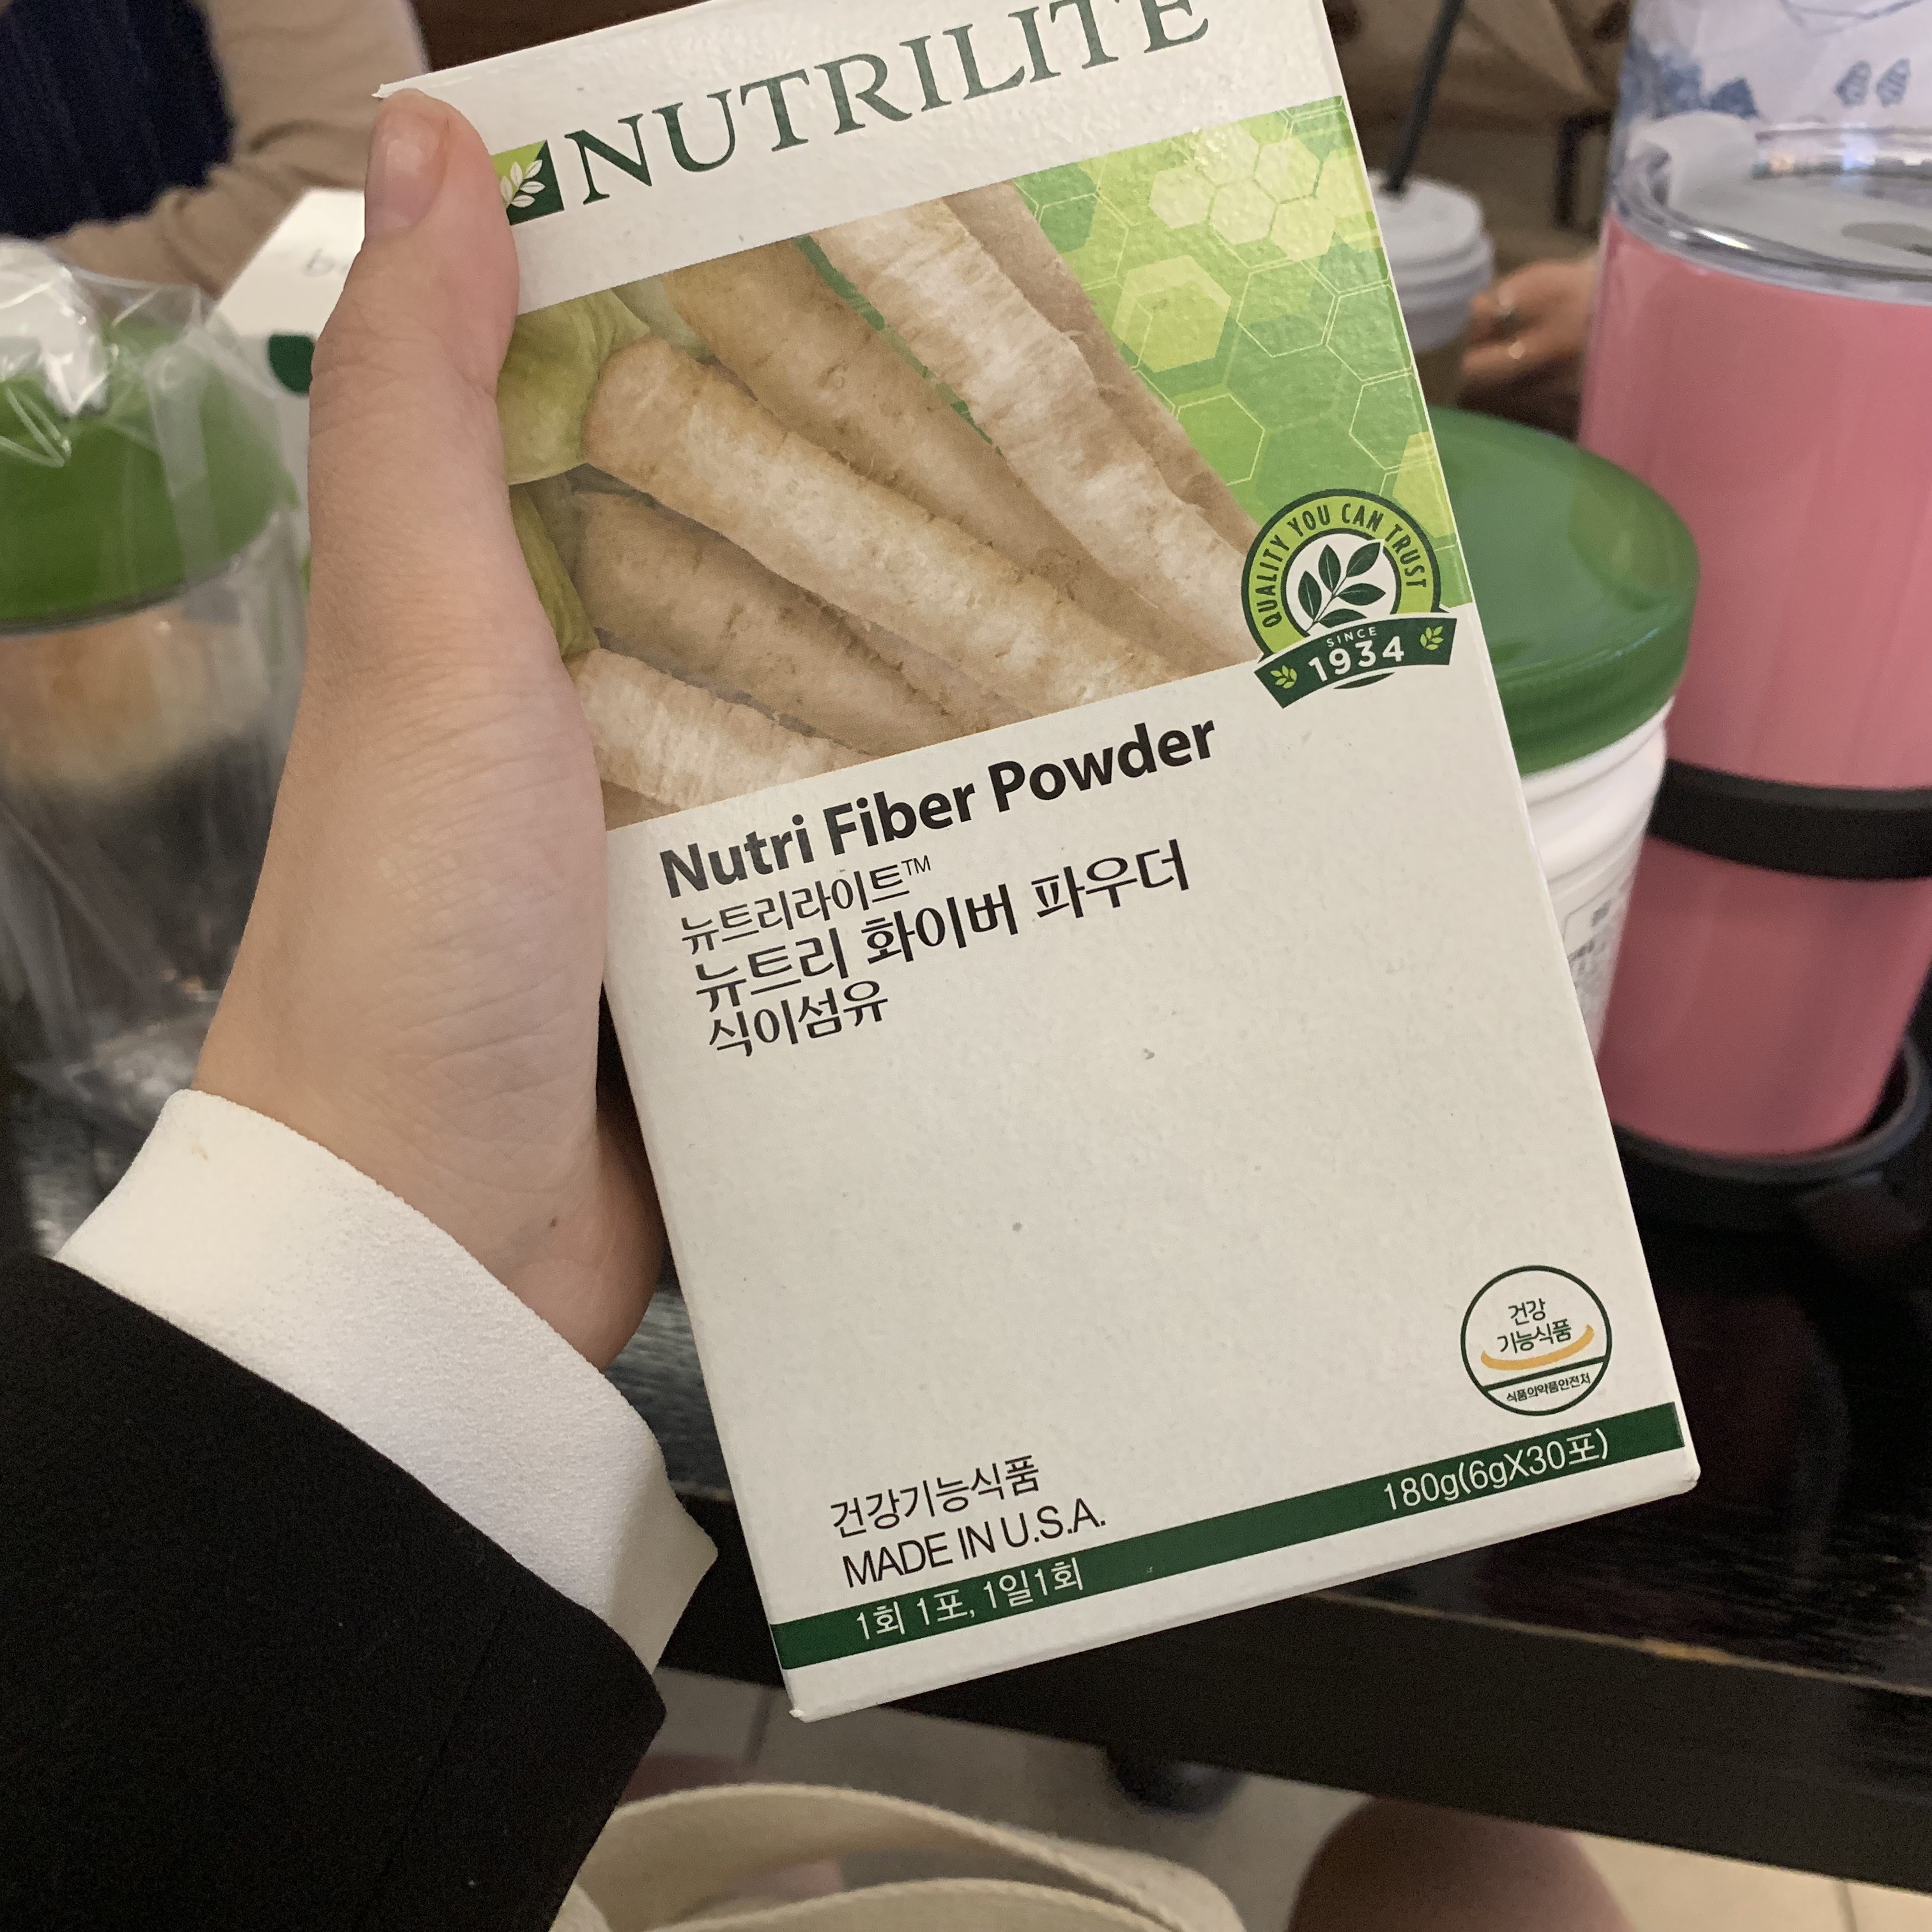 NUTRILITE
QUALITY YOU CAN TRUST
SINCE
1934
Nutri Fiber Powder
뉴트리라이트™
뉴트리 화이버 파우더
식이섬유
건강
기능식품
식품의약품안전처
건강기능식품
MADE IN U.S.A.
180g(6gX30포)
1회 1포, 1일1회